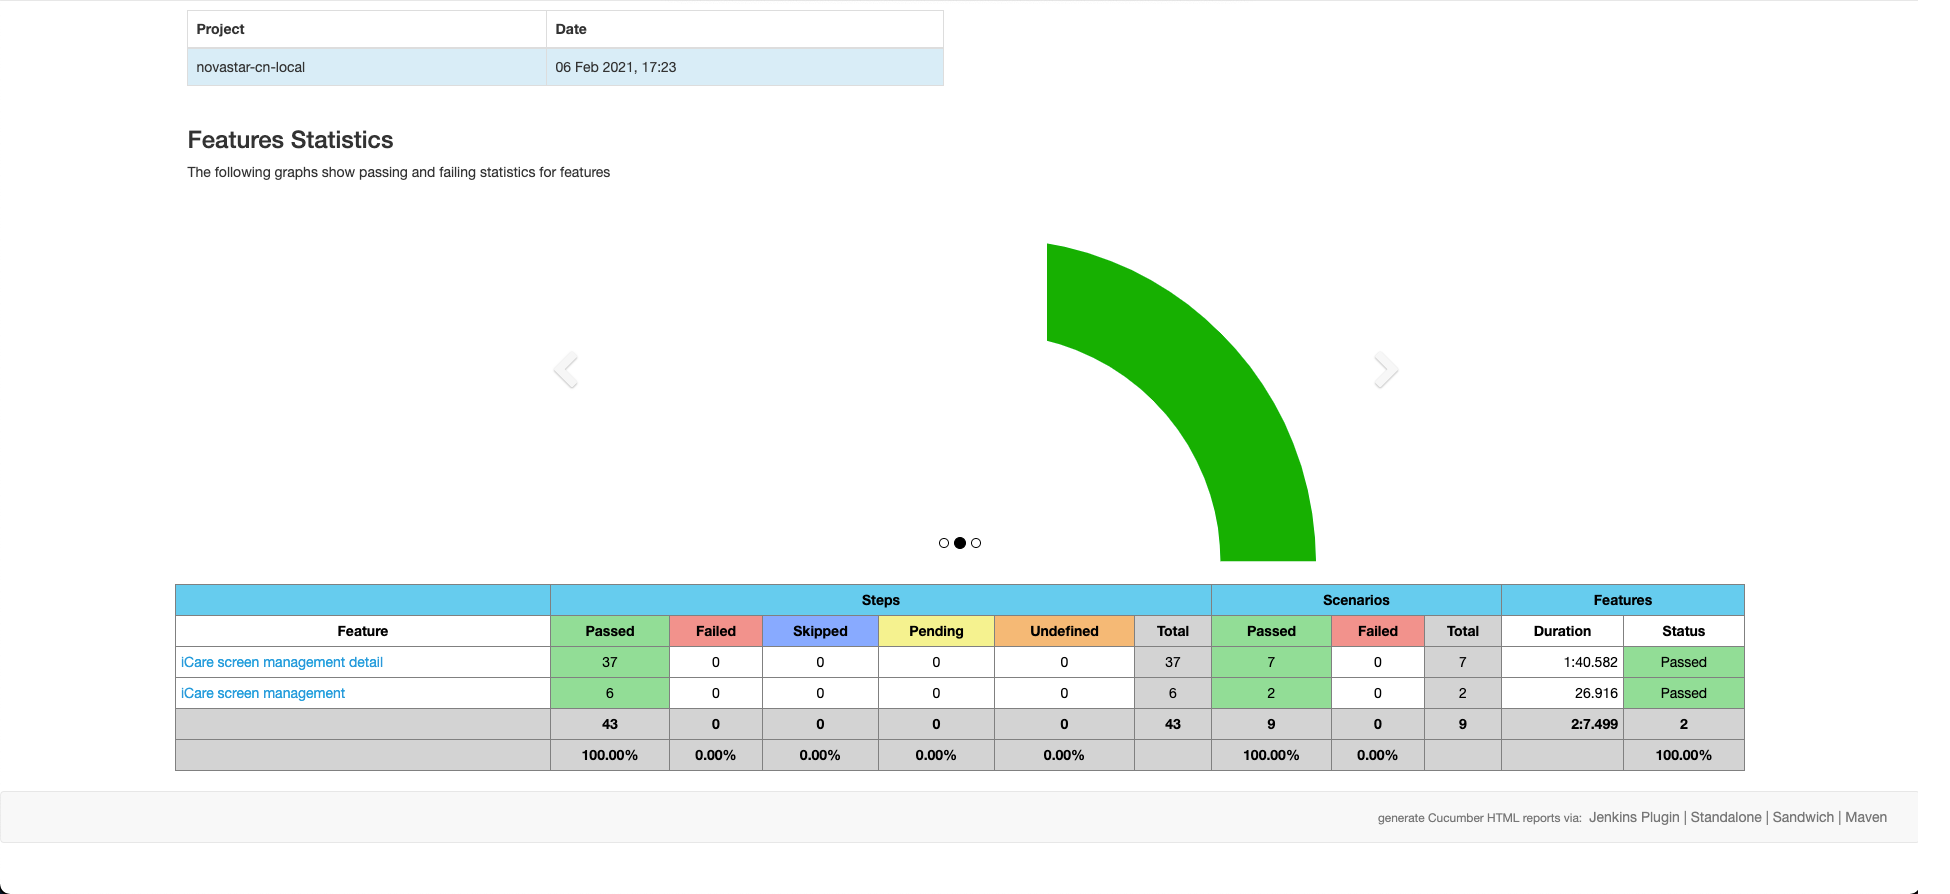 Project Date
novastar-cn-local 06 Feb 2021, 17:23
Features Statistics
The following graphs show passing and failing statistics for features
Steps Scenarios Features
Feature Passed Failed Skipped Pending Undefined Total Passed Failed Total Duration Status
iCare screen management detail 37 0 0 0 0 37 7 0 7 1:40.582 Passed
iCare screen management 6 0 0 0 0 6 2 0 2 26.916 Passed
43 0 0 0 0 43 9 0 9 2:7.499 2
100.00% 0.00% 0.00% 0.00% 0.00% 100.00% 0.00% 100.00%
generate Cucumber HTML reports via: Jenkins Plugin | Standalone | Sandwich | Maven